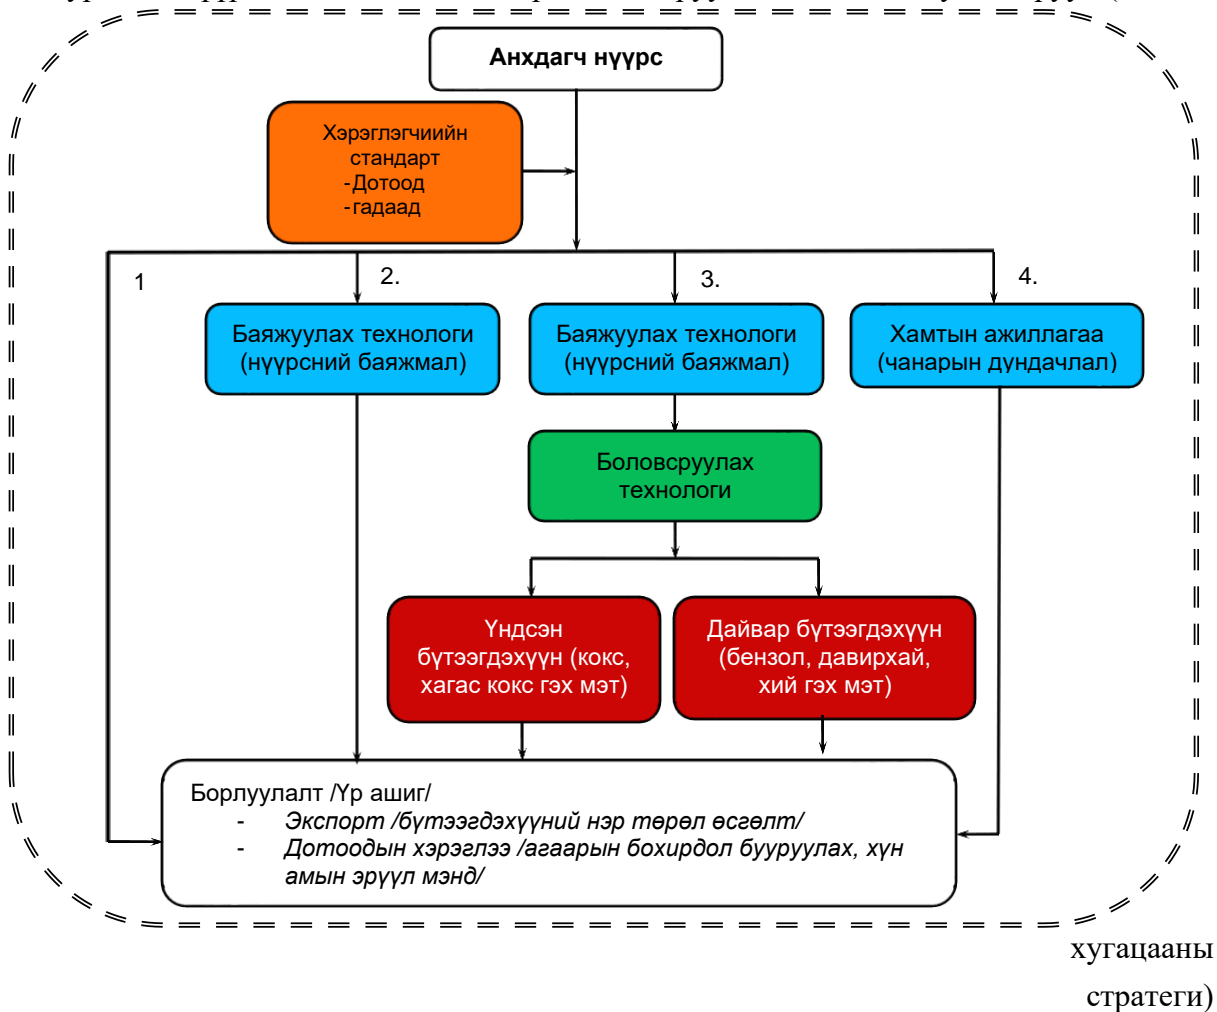 Анхдагч нүүрс
Хэрэглэгчиийн
стандарт
-Дотоод
-гадаад
1
2.
3.
4.
Баяжуулах технологи
(нүүрсний баяжмал)
Баяжуулах технологи
(нүүрсний баяжмал)
Хамтын ажиллагаа
(чанарын дундачлал)
Боловсруулах
технологи
Үндсэн
бүтээгдэхүүн (кокс,
хагас кокс гэх мэт)
Дайвар бүтээгдэхүүн
(бензол, давирхай,
хий гэх мэт)
Борлуулалт /Үр ашиг/
- Экспорт /бүтээгдэхүүний нэр төрөл өсгөлт/
- Дотоодын хэрэглээ /агаарын бохирдол бууруулах, хүн
амын эрүүл мэнд/
хугацааны
стратеги)